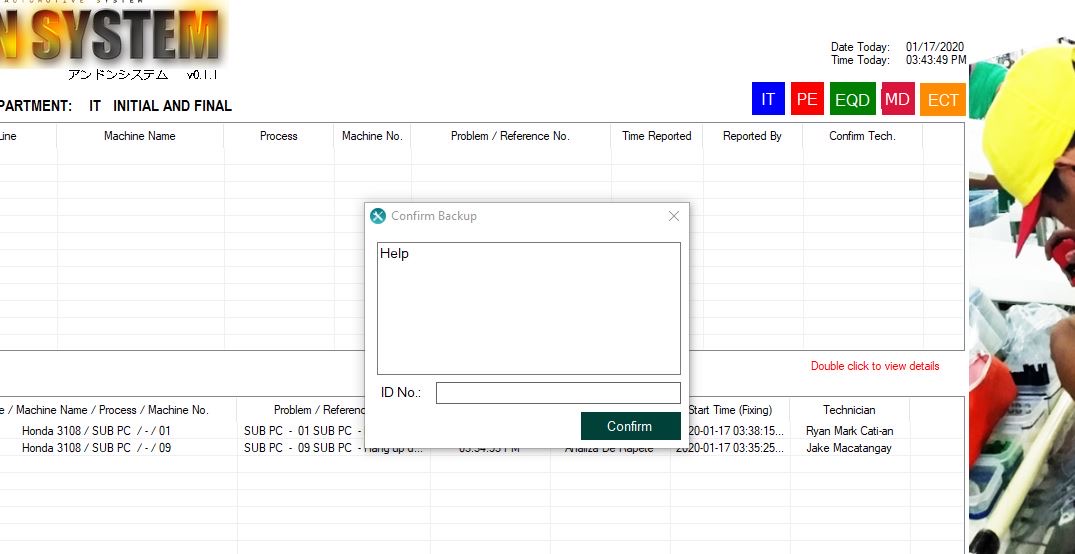 AUTOMOTIVE SYSTEM
N SYSTEM
アンドンシステム v0.1.1
Date Today: 01/17/2020
Time Today: 03:43:49 PM
PARTMENT: IT INITIAL AND FINAL
IT PE EQD MD ECT
Line Machine Name Process Machine No. Problem / Reference No. Time Reported Reported By Confirm Tech.
Confirm Backup
Help
ID No.:
Confirm
Double click to view details
e / Machine Name / Process / Machine No. Problem / Referenc Start Time (Fixing) Technician
Honda 3108 / SUB PC / - / 01 SUB PC - 01 SUB PC - 2020-01-17 03:38:15... Ryan Mark Cati-an
Honda 3108 / SUB PC / - / 09 SUB PC - 09 SUB PC - Hang up d... 03:34:55 PM Analiza De Rapete 2020-01-17 03:35:25... Jake Macatangay